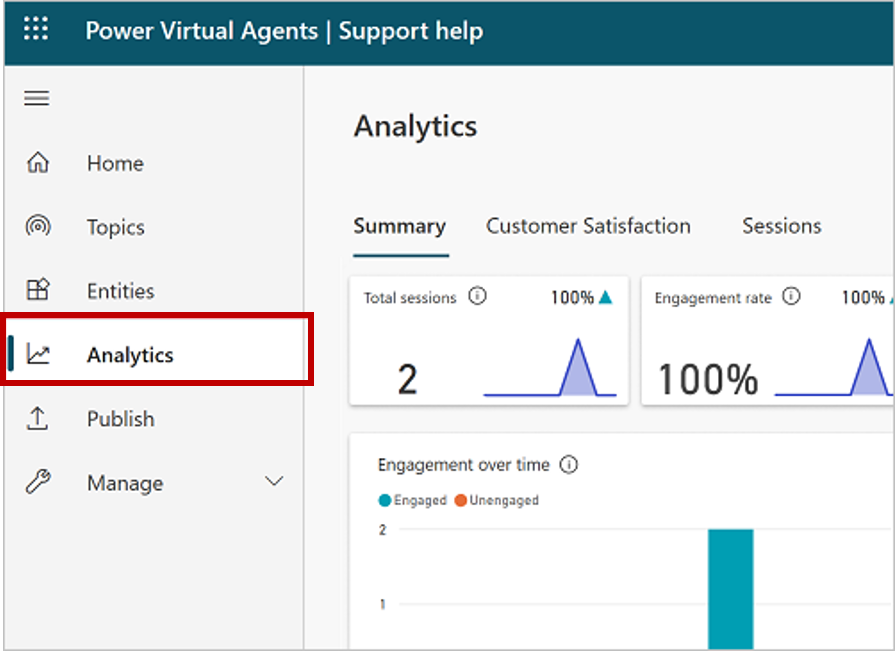 Power Virtual Agents | Support help
Home
Topics
Entities
Analytics
Publish
Manage
Analytics
Summary Customer Satisfaction Sessions
Total sessions 100%
2
Engagement rate 100%
100%
Engagement over time
Engaged Unengaged
2
1